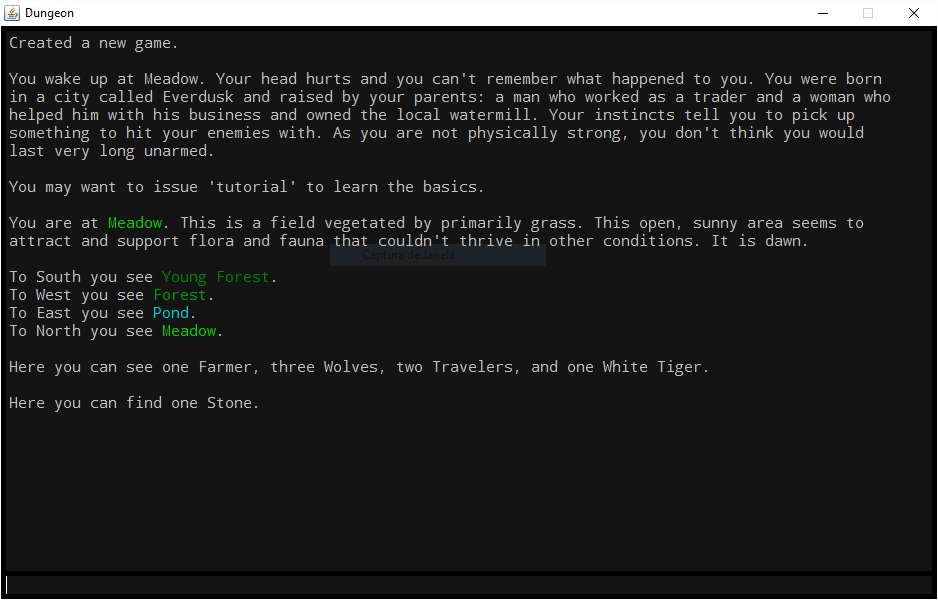 Dungeon
Created a new game.
You wake up at Meadow. Your head hurts and you can't remember what happened to you. You were born
in a city called Everdusk and raised by your parents: a man who worked as a trader and a woman who
helped him with his business and owned the local watermill. Your instincts tell you to pick up
something to hit your enemies with. As you are not physically strong, you don't think you would
last very long unarmed.
You may want to issue 'tutorial' to learn the basics.
You are at Meadow. This is a field vegetated by primarily grass. This open, sunny area seems to
attract and support flora and fauna that couldn't thrive in other conditions. It is dawn.
Captura de Janela
To South you see Young Forest.
To West you see Forest.
To East you see Pond.
To North you see Meadow.
Here you can see one Farmer, three Wolves, two Travelers, and one White Tiger.
Here you can find one Stone.